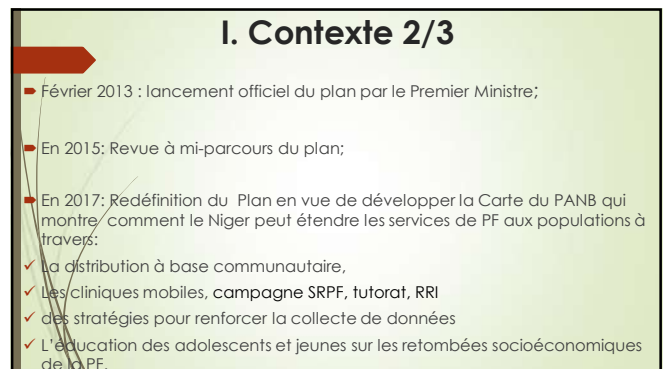 I. Contexte 2/3
Février 2013 : lancement officiel du plan par le Premier Ministre;
En 2015: Revue à mi-parcours du plan;
En 2017: Redéfinition du Plan en vue de développer la Carte du PANB qui
montre comment le Niger peut étendre les services de PF aux populations à
travers:
La distribution à base communautaire,
Les cliniques mobiles, campagne SRPF, tutorat, RRI
des stratégies pour renforcer la collecte de données
L'éducation des adolescents et jeunes sur les retombées socioéconomiques
de la PF.